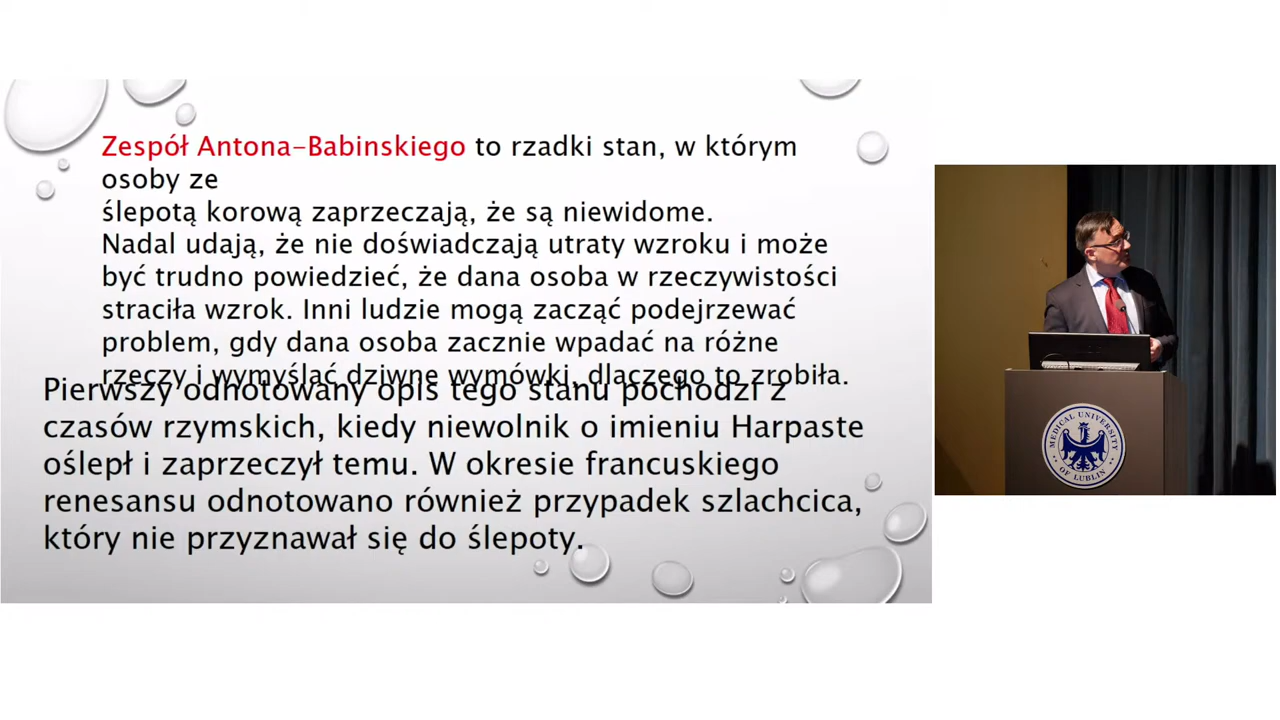 Zespół Antona-Babinskiego to rzadki stan, w którym
osoby ze
ślepotą korową zaprzeczają, że są niewidome.
Nadal udają, że nie doświadczają utraty wzroku i może
być trudno powiedzieć, że dana osoba w rzeczywistości
straciła wzrok. Inni ludzie mogą zacząć podejrzewać
problem, gdy dana osoba zacznie wpadać na różne
rzeczy i wymyślać dziwne wymówki, dlaczego to zrobiła.
Pierwszy odnotowany opis tego stanu pochodzi z
czasów rzymskich, kiedy niewolnik o imieniu Harpaste
oślepł i zaprzeczył temu. W okresie francuskiego
renesansu odnotowano również przypadek szlachcica,
który nie przyznawał się do ślepoty.
MEDICAL UNIVERSITY
OF LUBLIN